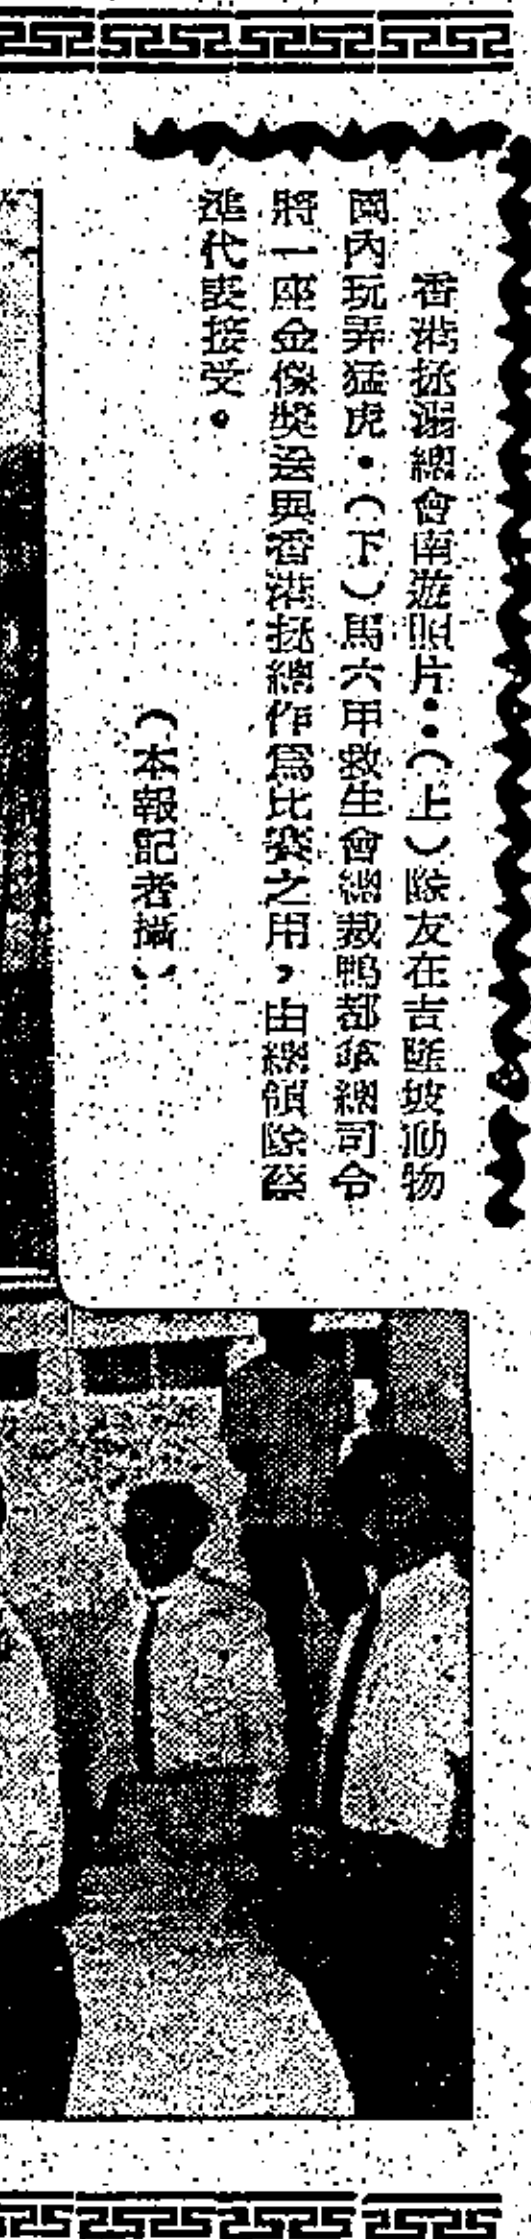 香港拯溺總會南遊照片：（上）隊友在吉隆坡動物
園內玩弄猛虎。（下）馬六甲救生會總裁鴨都拿總司令
將一座金像獎送與香港拯總作為比賽之用，由總領隊蔡
進代表接受。
（本報記者攝）